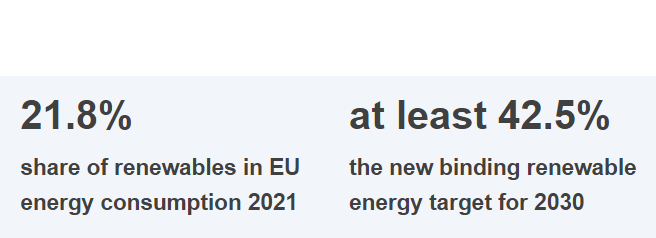 21.8%
share of renewables in EU
energy consumption 2021
at least 42.5%
the new binding renewable
energy target for 2030